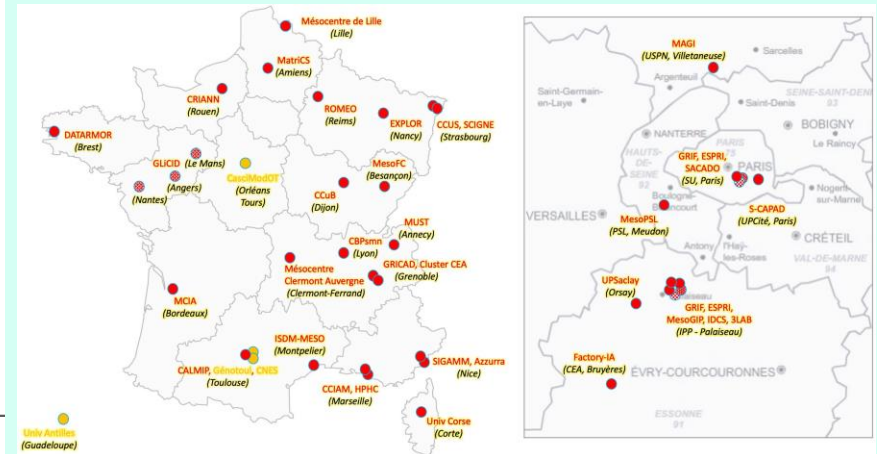 Mésocentre de Lille
(Lille)
MatriCS
(Amiens)
CRIANN
(Rouen)
ROMEO
(Reims)
EXPLOR
(Nancy)
CCUS, SCIGNE
(Strasbourg)
DATARMOR
(Brest)
GLiCID
(Le Mans)
(Angers)
(Nantes)
CasciModOT
(Orléans
Tours)
MesoFC
(Besançon)
CCuB
(Dijon)
MUST
(Annecy)
CBPsmn
(Lyon)
GRICAD, Cluster CEA
(Grenoble)
Mésocentre
Clermont Auvergne
(Clermont-Ferrand)
MCIA
(Bordeaux)
ISDM-MESO
(Montpelier)
CALMIP, Génotoul, CNES
(Toulouse)
SIGAMM, Azzurra
(Nice)
CCIAM, HPHC
(Marseille)
Univ Corse
(Corte)
Univ Antilles
(Guadeloupe)
MAGI
(USPN, Villetaneuse)
Sarcelles
Argenteuil
Saint-Germain-
en-Laye
Saint-Denis
SEINE-SAINT-DENI
93
BOBIGNY
Le Raincy
NANTERRE
HAUTS-
DE-
SEINE
92
PARIS
75
GRIF, ESPRI,
SACADO
(SU, Paris)
PARIS
Nogent-
sur-Marne
S-CAPAD
(UPCité, Paris)
MesoPSL
(PSL, Meudon)
VERSAILLES
CRÉTEIL
Antony
l'Haÿ-
les-Roses
VAL-DE-MARNE
94
UPSaclay
(Orsay)
GRIF, ESPRI,
MesoGIP, IDCS, 3LAB
(IPP - Palaiseau)
Factory-IA
(CEA, Bruyères)
ÉVRY-COURCOURONNES
ESSONNE
91